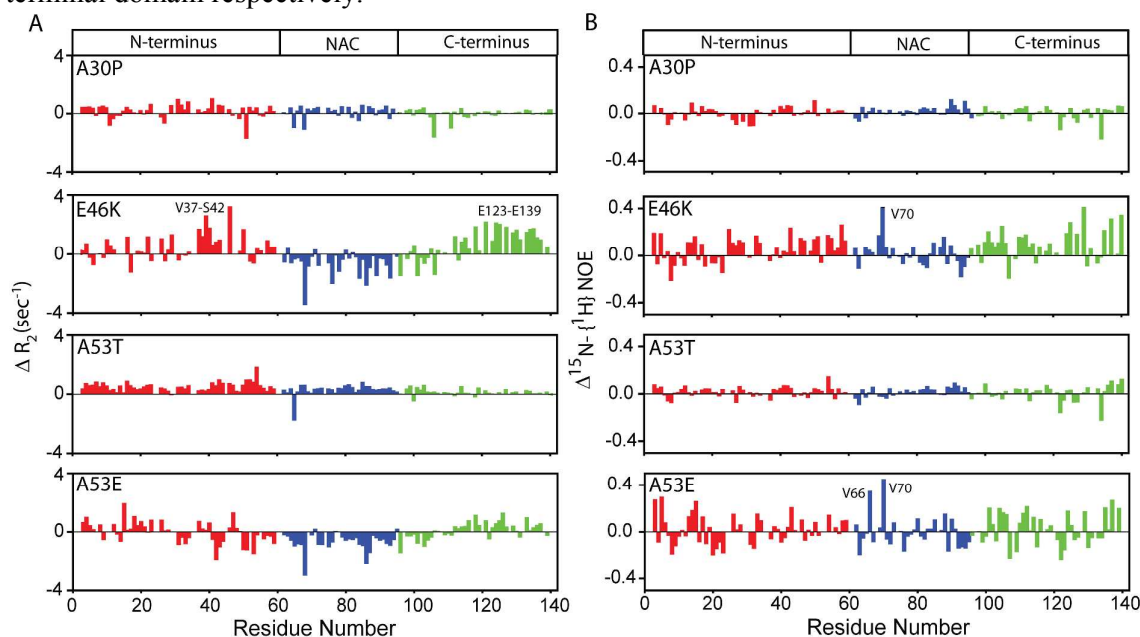 terminal domain respectively.
A
B
N-terminus NAC C-terminus
N-terminus NAC C-terminus
4
0
-4
A30P
0.4
0.0
-0.4
A30P
4
0
-4
E46K
V37-S42
E123-E139
0.4
0.0
-0.4
E46K
V70
4
0
-4
A53T
0.4
0.0
-0.4
A53T
4
0
-4
A53E
0.4
0.0
-0.4
A53E
V66
V70
Δ R2(sec-1)
Δ15N-{1H} NOE
0 20 40 60 80 100 120 140
0 20 40 60 80 100 120 140
Residue Number
Residue Number